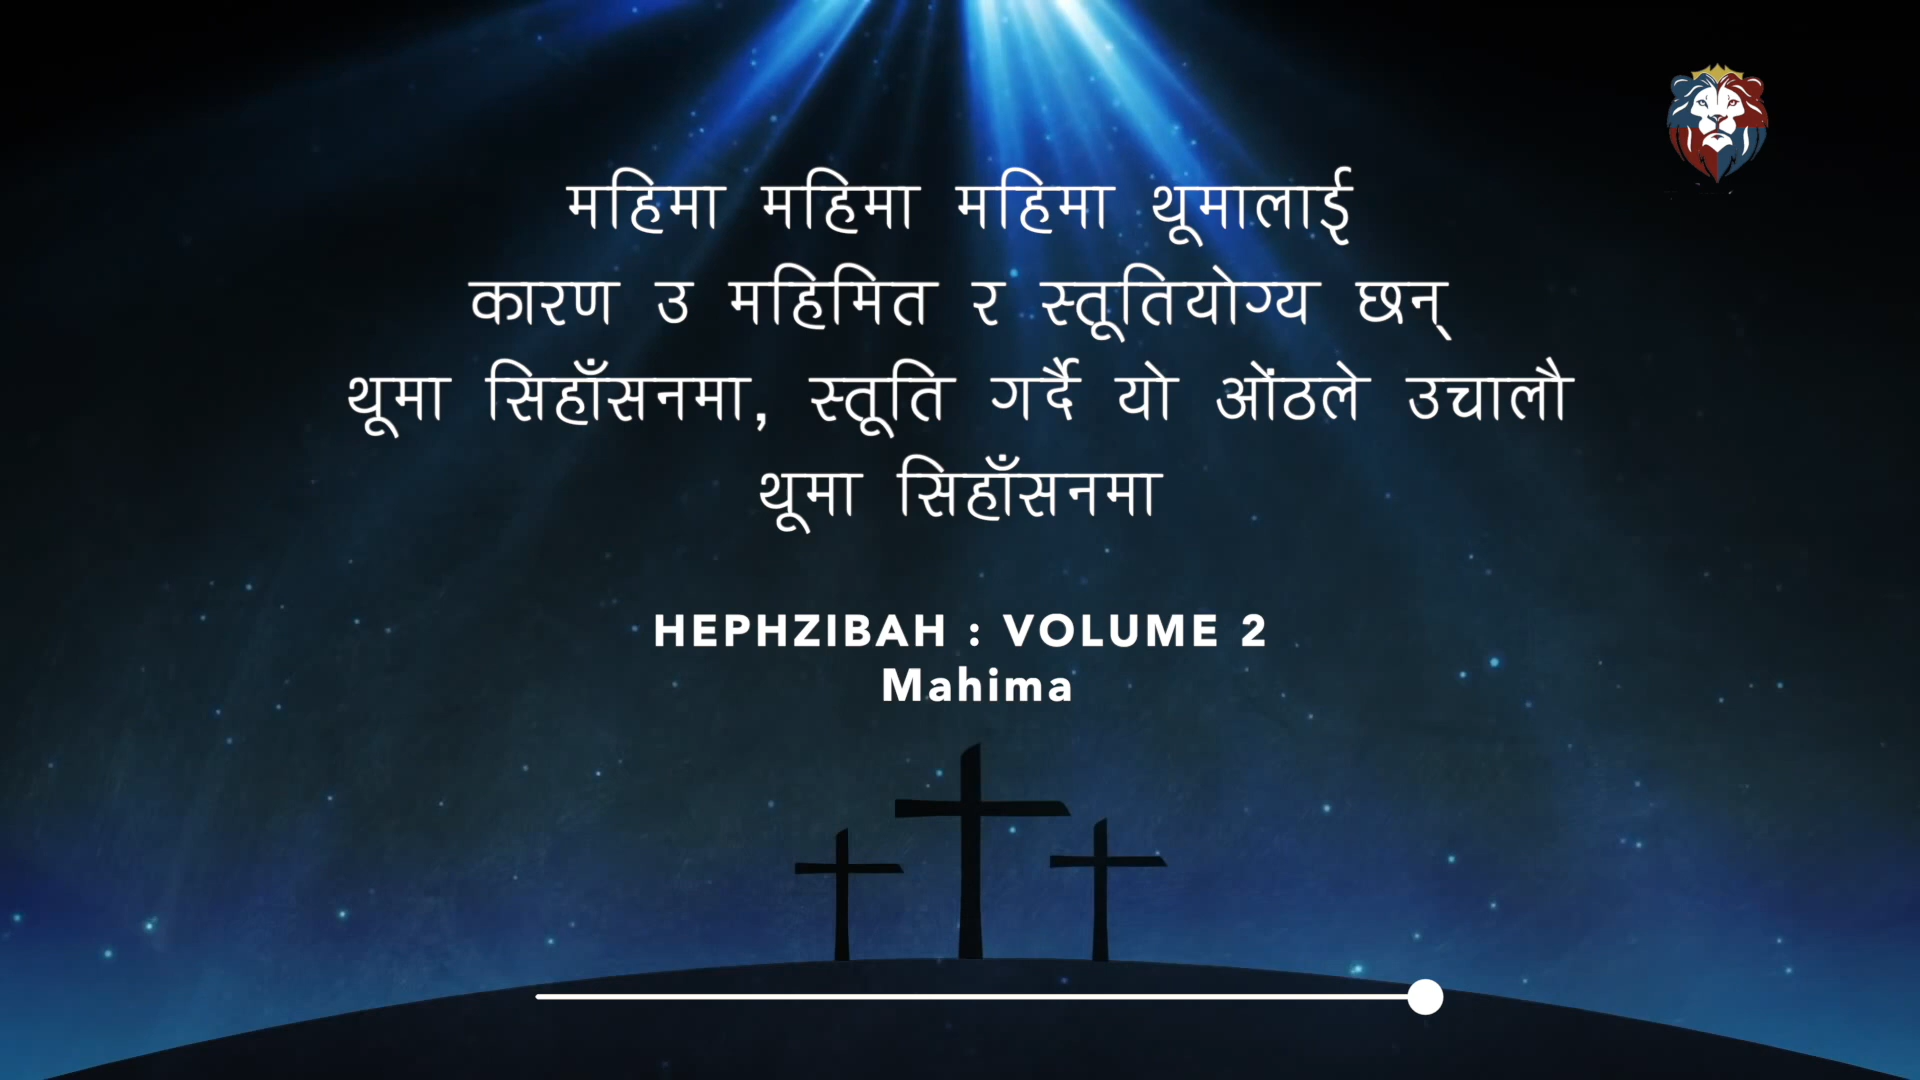 महिमा महिमा महिमा थूमालाई
कारण उ महिमित र स्तूतियोग्य छन्
थूमा सिहाँसनमा, स्तूति गर्दै यो ओंठले उचालौ
थूमा सिहाँसनमा
HEPHZIBAH : VOLUME 2
Mahima